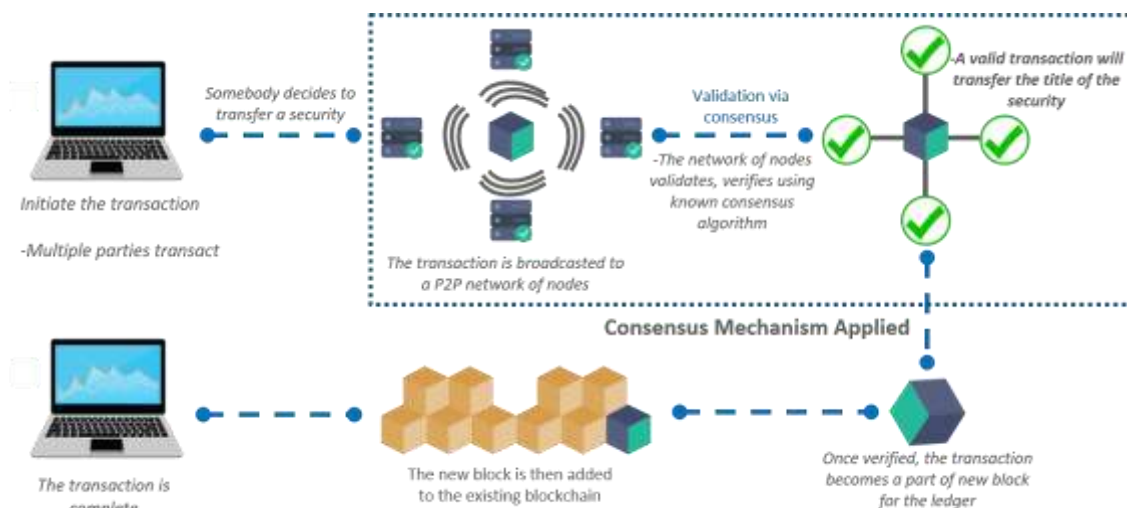 Somebody decides to
transfer a security
Initiate the transaction
-Multiple parties transact
The transaction is broadcasted to
a P2P network of nodes
Validation via
consensus
-The network of nodes
validates, verifies using
known consensus
algorithm
-A valid transaction will
transfer the title of the
security
Consensus Mechanism Applied
Once verified, the transaction
becomes a part of new block
for the ledger
The new block is then added
to the existing blockchain
The transaction is
complete